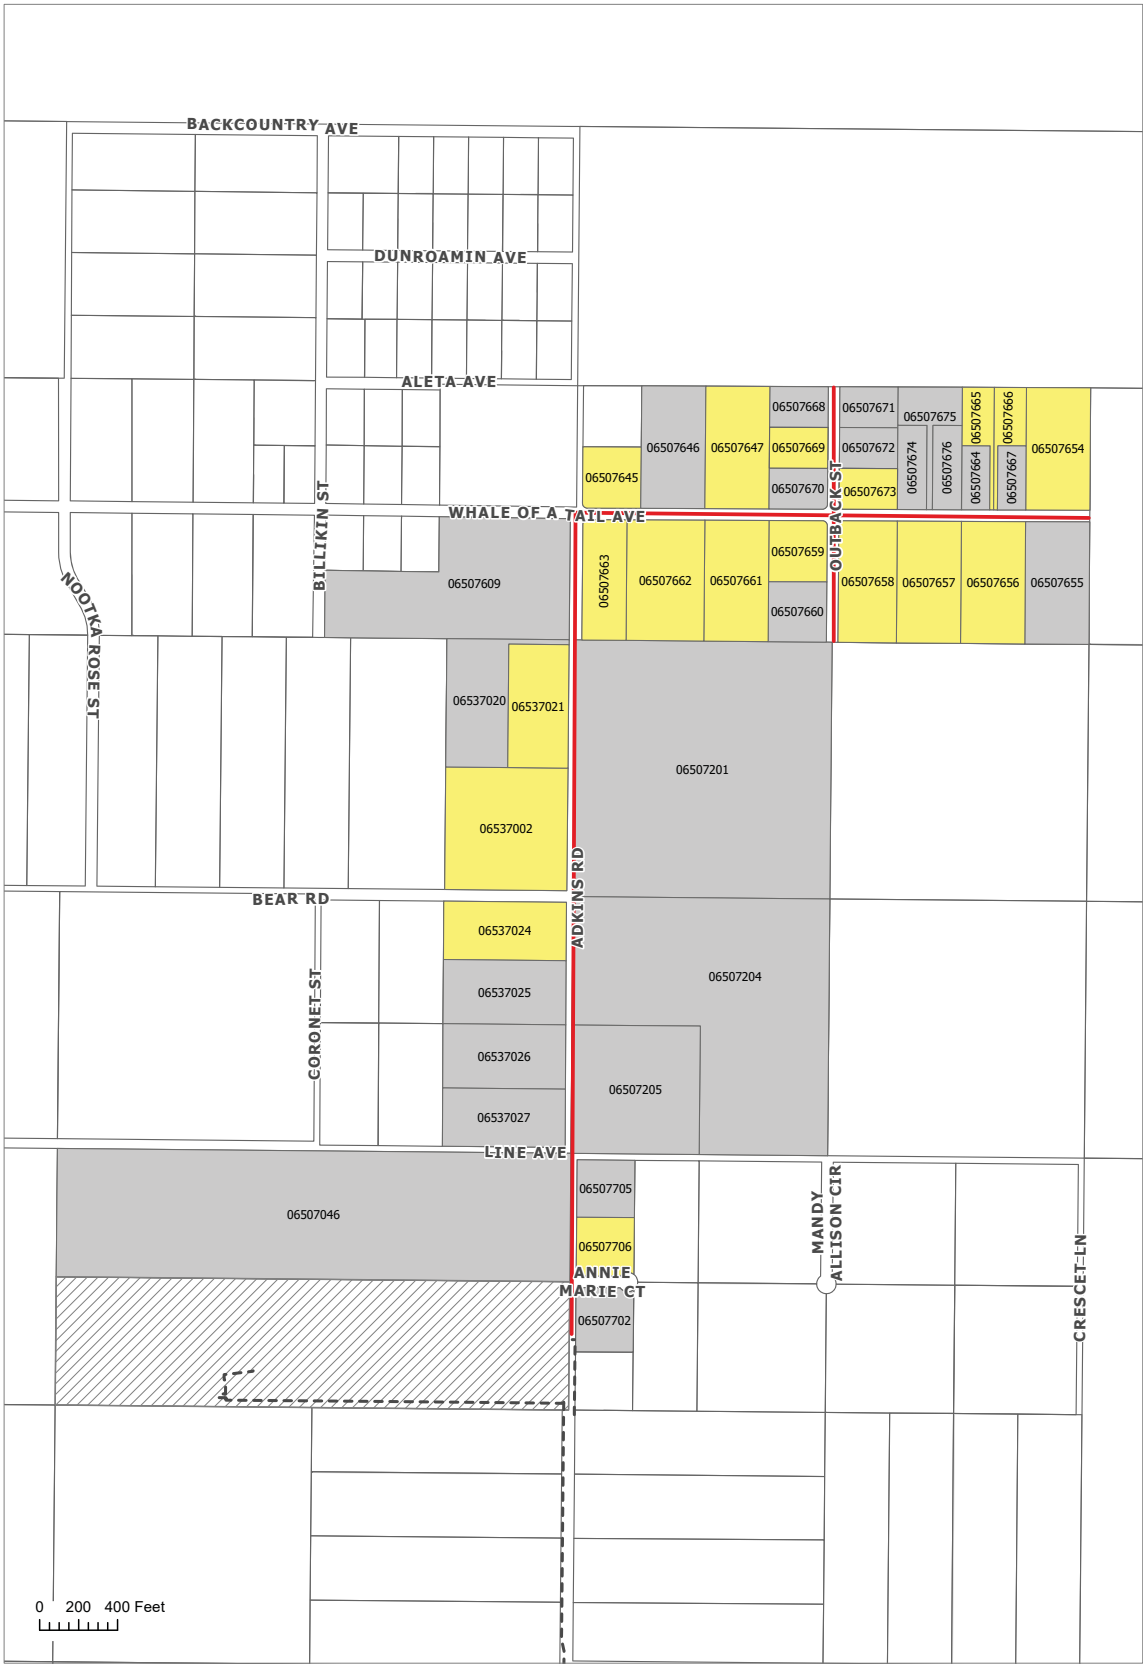 BACKCOUNTRY AVE
DUNROAMIN AVE
ALETA AVE
06507668
06507671
06507665
06507666
06507675
06507646
06507647
06507669
06507672
06507654
06507674
06507676
06507664
06507667
06507645
06507670
06507673
WHALE OF A TAIL AVE
OUTBACK ST
BILLIKIN ST
NOOTKA ROSE ST
06507609
06507663
06507662
06507661
06507659
06507660
06507658
06507657
06507656
06507655
06537020
06537021
06507201
06537002
ADKINS RD
BEAR RD
06537024
06507204
06537025
CORONET ST
06537026
06507205
06537027
LINE AVE
06507705
06507046
MANDY
ALLISON CIR
06507706
ANNIE
MARIE CT
CRESCET LN
06507702
0 200 400 Feet